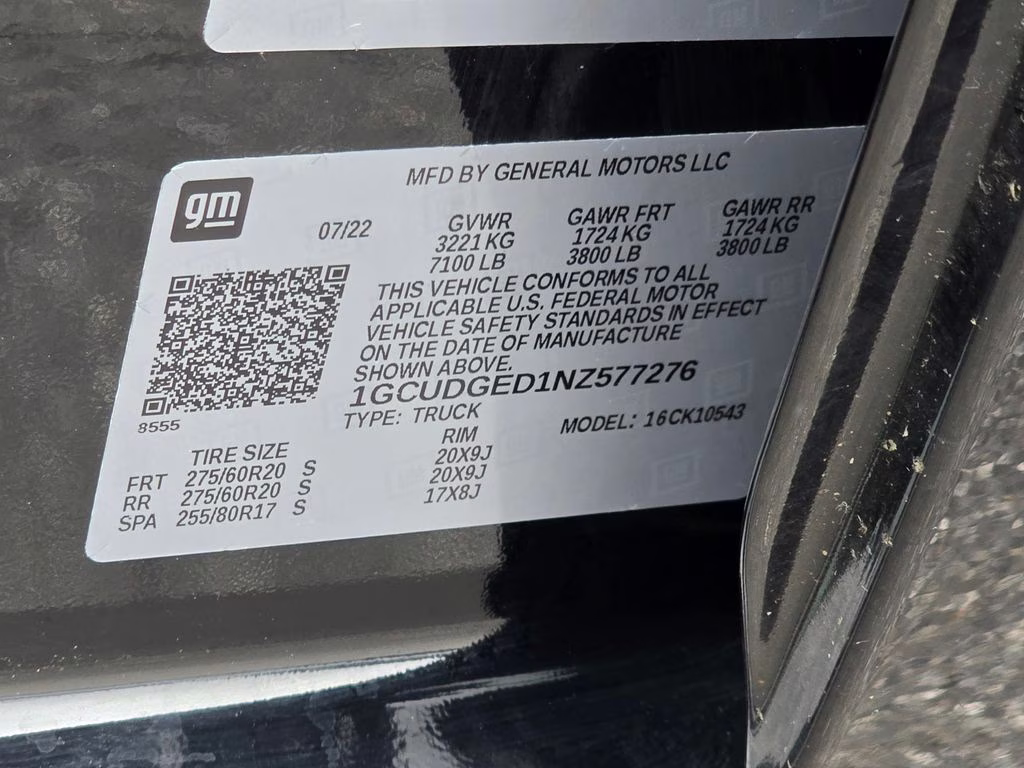 MFD BY GENERAL MOTORS LLC
gm
07/22
GVWR GAWR FRT GAWR RR
3221 KG 1724 KG 1724 KG
7100 LB 3800 LB 3800 LB
THIS VEHICLE CONFORMS TO ALL
APPLICABLE U.S. FEDERAL MOTOR
VEHICLE SAFETY STANDARDS IN EFFECT
ON THE DATE OF MANUFACTURE
SHOWN ABOVE.
1GCUDGED1NZ577276
8555
TYPE: TRUCK MODEL: 16CK10543
TIRE SIZE RIM
FRT 275/60R20 S 20X9J
RR 275/60R20 S 20X9J
SPA 255/80R17 S 17X8J